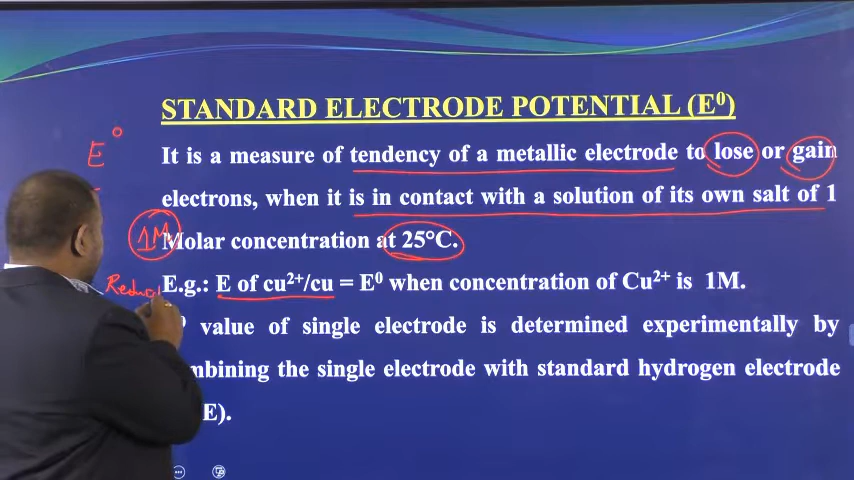 STANDARD ELECTRODE POTENTIAL (E⁰)
E°
It is a measure of tendency of a metallic electrode to lose or gain
electrons, when it is in contact with a solution of its own salt of 1
1M
Molar concentration at 25°C.
E.g.: E of cu²⁺/cu = E⁰ when concentration of Cu²⁺ is 1M.
value of single electrode is determined experimentally by
the single electrode with standard hydrogen electrode
E).